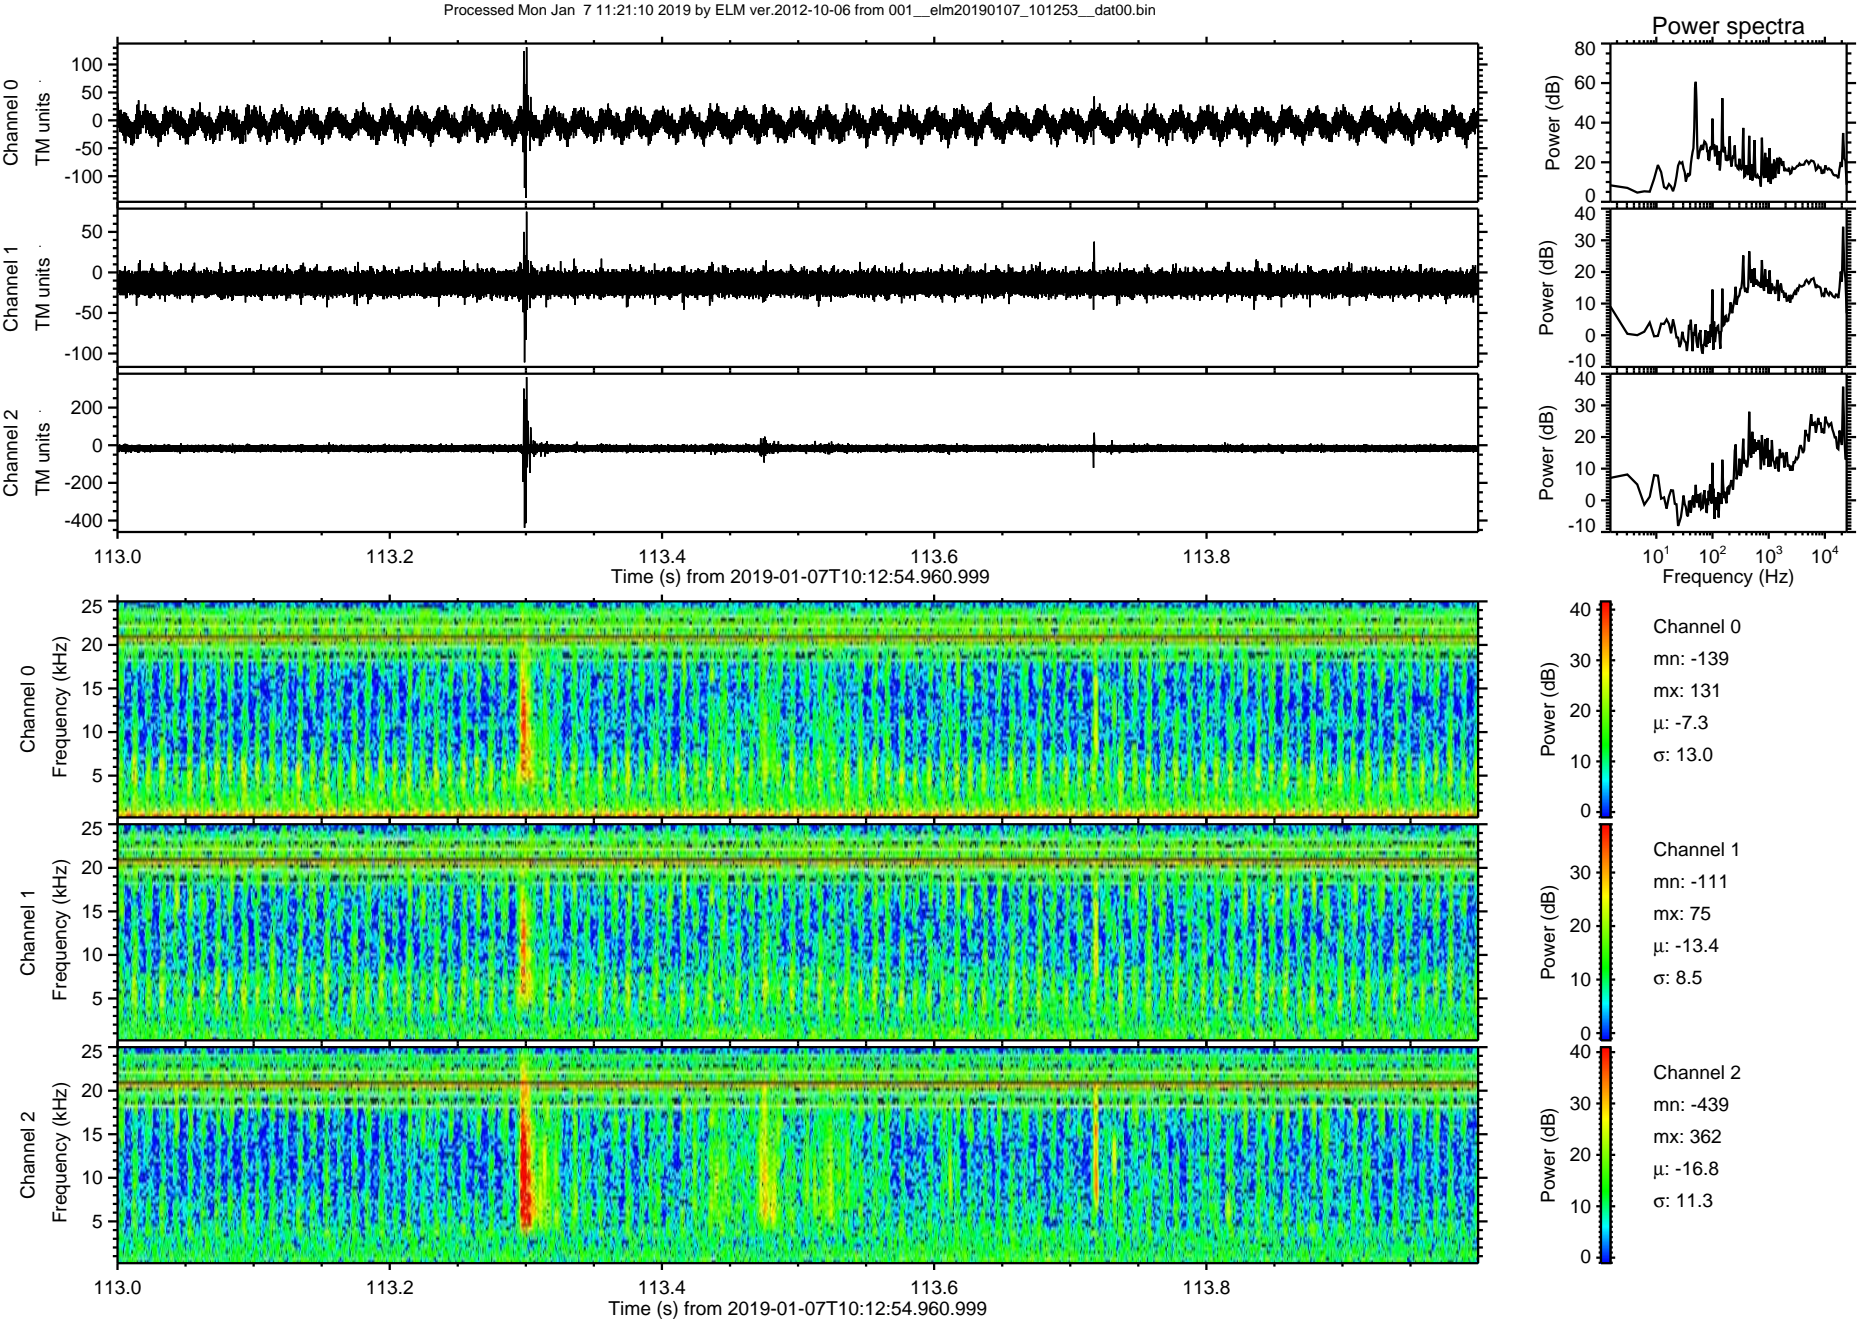 Processed Mon Jan  7 11:21:10 2019 by ELM ver.2012-10-06 from 001__elm20190107_101253__dat00.bin
Power spectra
Channel 0
TM units
100
50
0
-50
-100
Power (dB)
80
60
40
20
0
Channel 1
TM units
50
0
-50
-100
Power (dB)
40
30
20
10
0
-10
Channel 2
TM units
200
0
-200
-400
Power (dB)
40
30
20
10
0
-10
113.0 113.2 113.4 113.6 113.8
Time (s) from 2019-01-07T10:12:54.960.999
10¹ 10² 10³ 10⁴
Frequency (Hz)
Channel 0
Frequency (kHz)
25
20
15
10
5
Power (dB)
40
30
20
10
0
Channel 0
mn: -139
mx: 131
μ: -7.3
σ: 13.0
Channel 1
Frequency (kHz)
25
20
15
10
5
Power (dB)
30
20
10
0
Channel 1
mn: -111
mx: 75
μ: -13.4
σ: 8.5
Channel 2
Frequency (kHz)
25
20
15
10
5
Power (dB)
40
30
20
10
0
Channel 2
mn: -439
mx: 362
μ: -16.8
σ: 11.3
113.0 113.2 113.4 113.6 113.8
Time (s) from 2019-01-07T10:12:54.960.999